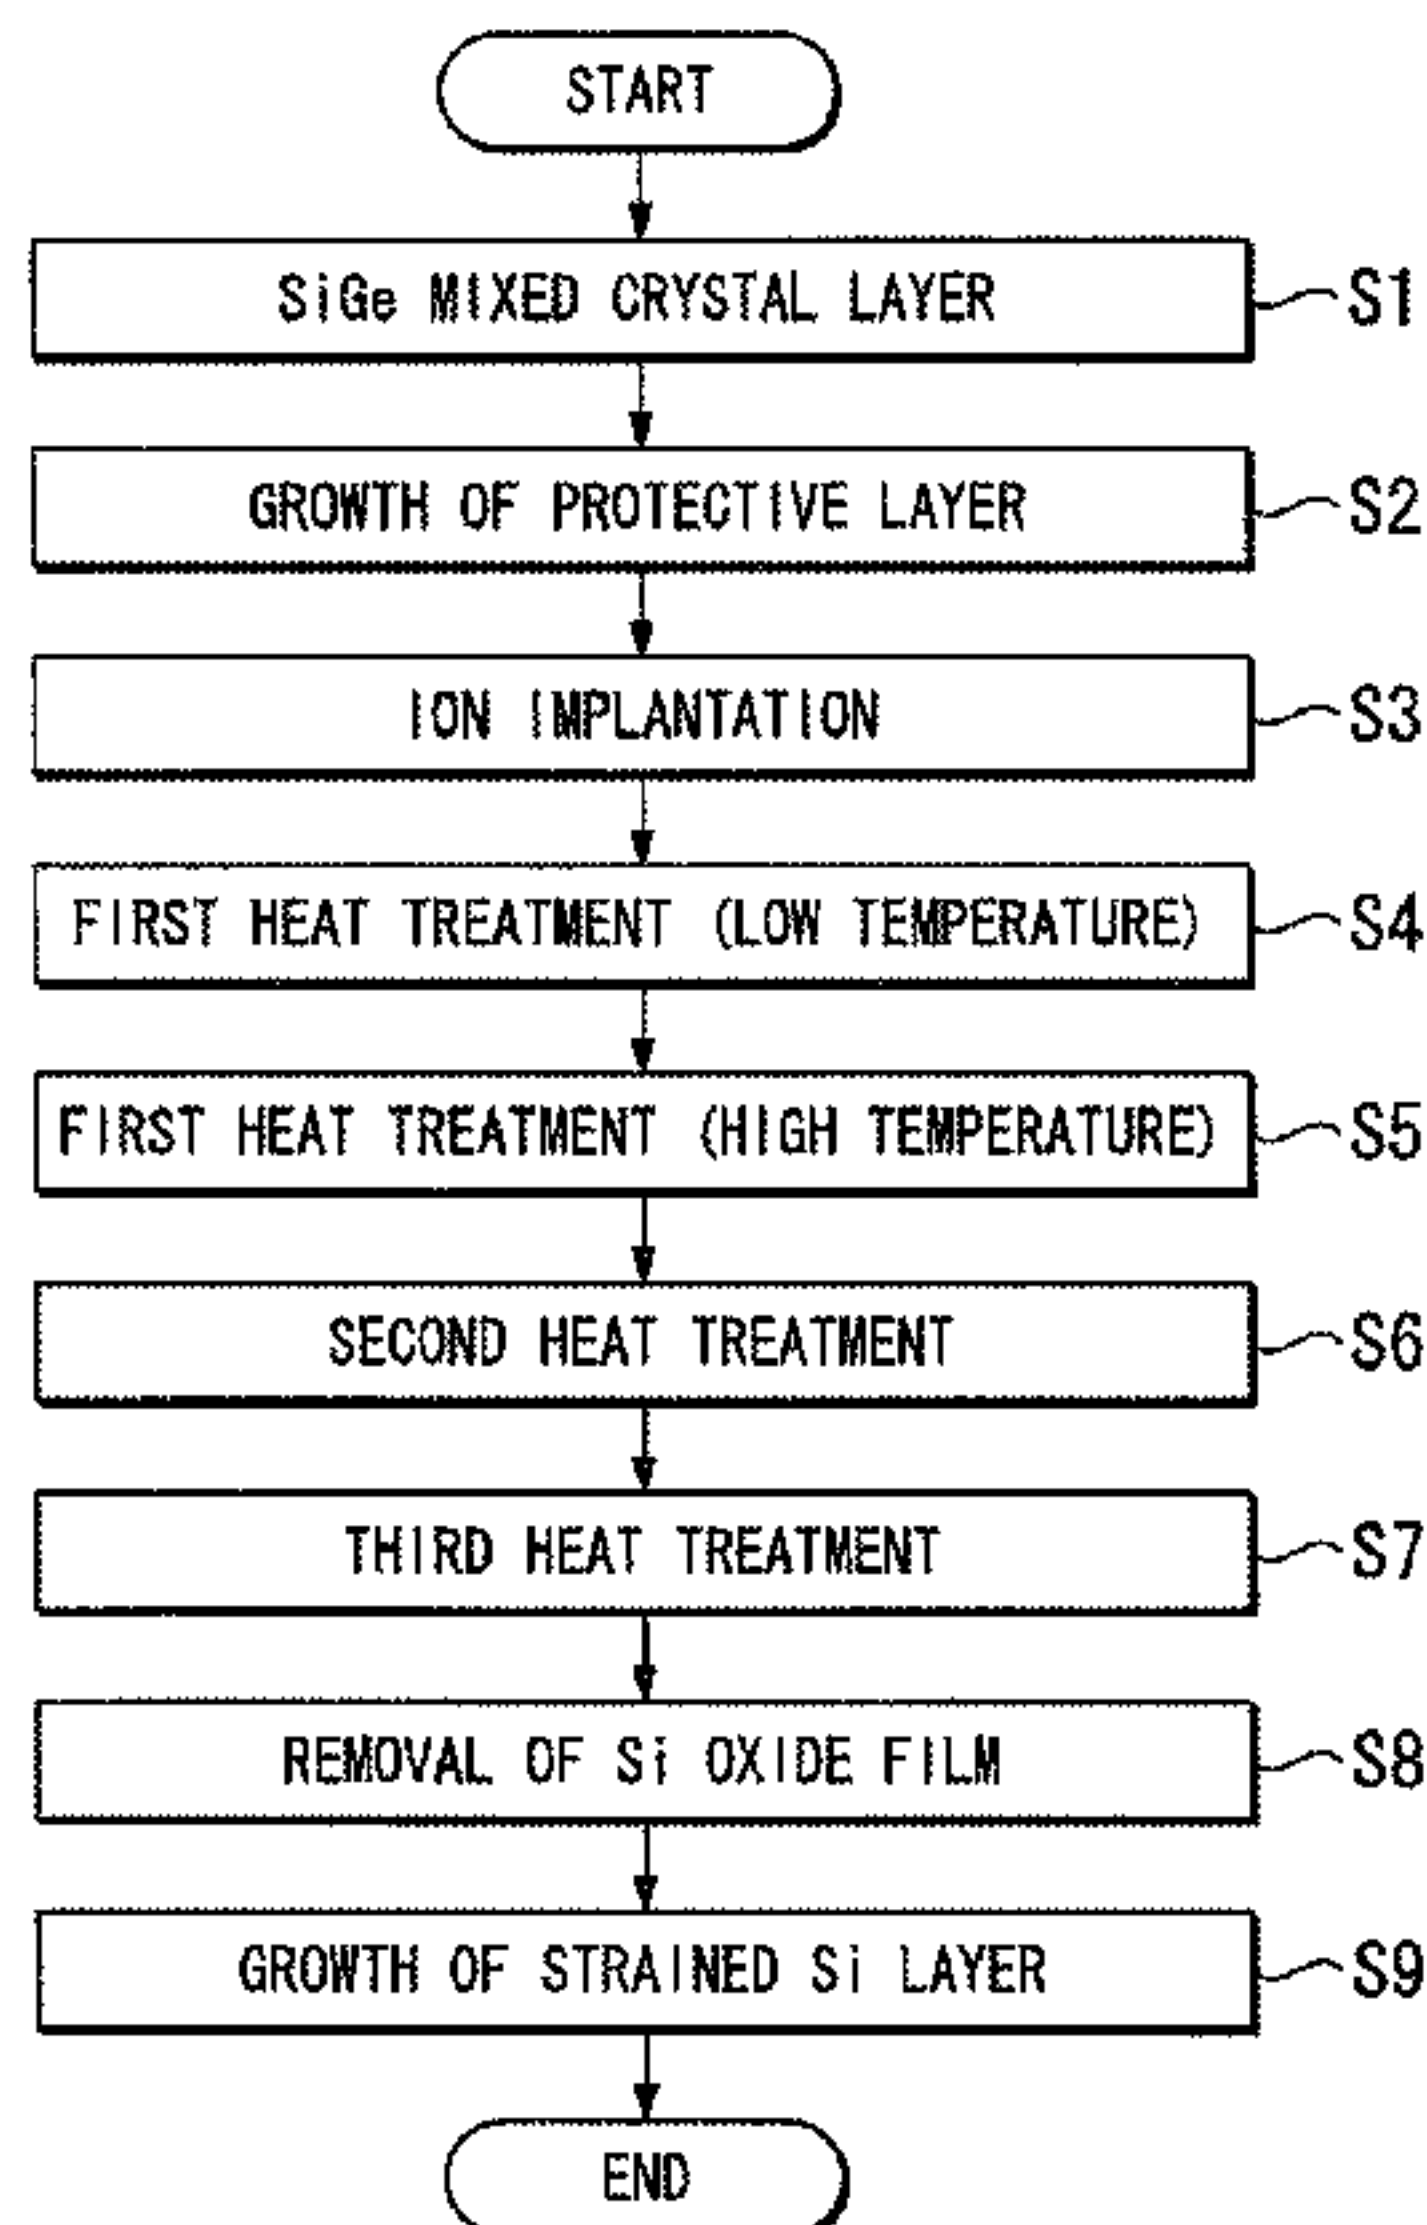 START
SiGe MIXED CRYSTAL LAYER S1
GROWTH OF PROTECTIVE LAYER S2
ION IMPLANTATION S3
FIRST HEAT TREATMENT (LOW TEMPERATURE) S4
FIRST HEAT TREATMENT (HIGH TEMPERATURE) S5
SECOND HEAT TREATMENT S6
THIRD HEAT TREATMENT S7
REMOVAL OF Si OXIDE FILM S8
GROWTH OF STRAINED Si LAYER S9
END